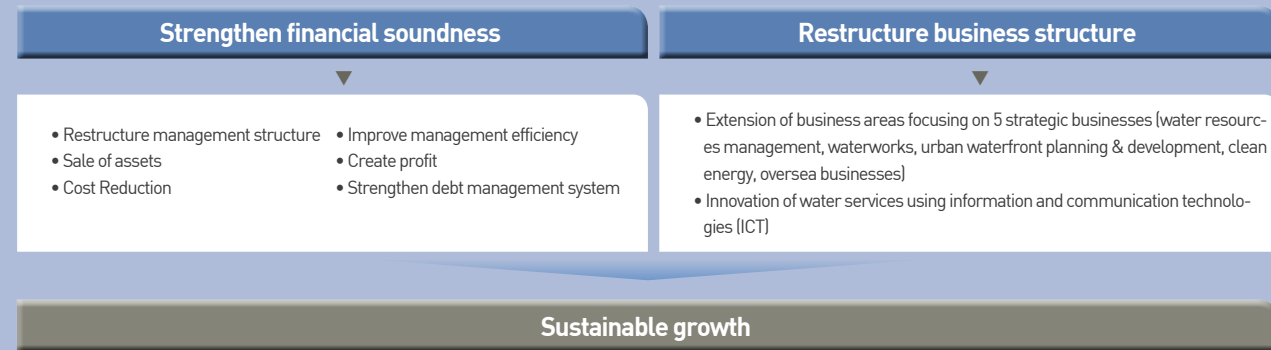 Strengthen financial soundness
▼
• Restructure management structure
• Sale of assets
• Cost Reduction
• Improve management efficiency
• Create profit
• Strengthen debt management system
Restructure business structure
▼
• Extension of business areas focusing on 5 strategic businesses (water resourc-
es management, waterworks, urban waterfront planning & development, clean
energy, oversea businesses)
• Innovation of water services using information and communication technolo-
gies (ICT)
Sustainable growth